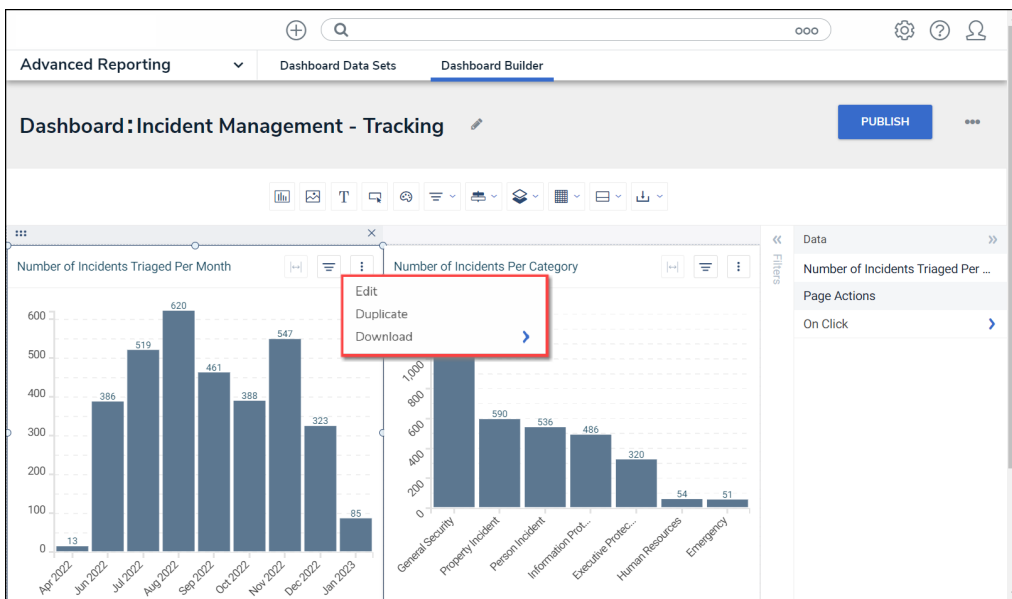 Advanced Reporting
Dashboard Data Sets
Dashboard Builder
Dashboard: Incident Management - Tracking
PUBLISH
T
Number of Incidents Triaged Per Month
Number of Incidents Per Category
Edit
Duplicate
Download
600
500
400
300
200
100
0
13
386
519
620
461
388
547
323
85
Apr 2022
Jun 2022
Jul 2022
Aug 2022
Sep 2022
Oct 2022
Nov 2022
Dec 2022
Jan 2023
1,000
800
600
400
200
0
590
536
486
320
54
51
General Security
Property Incident
Person Incident
Information Prot...
Executive Protec...
Human Resources
Emergency
Filters
Data
Number of Incidents Triaged Per ...
Page Actions
On Click